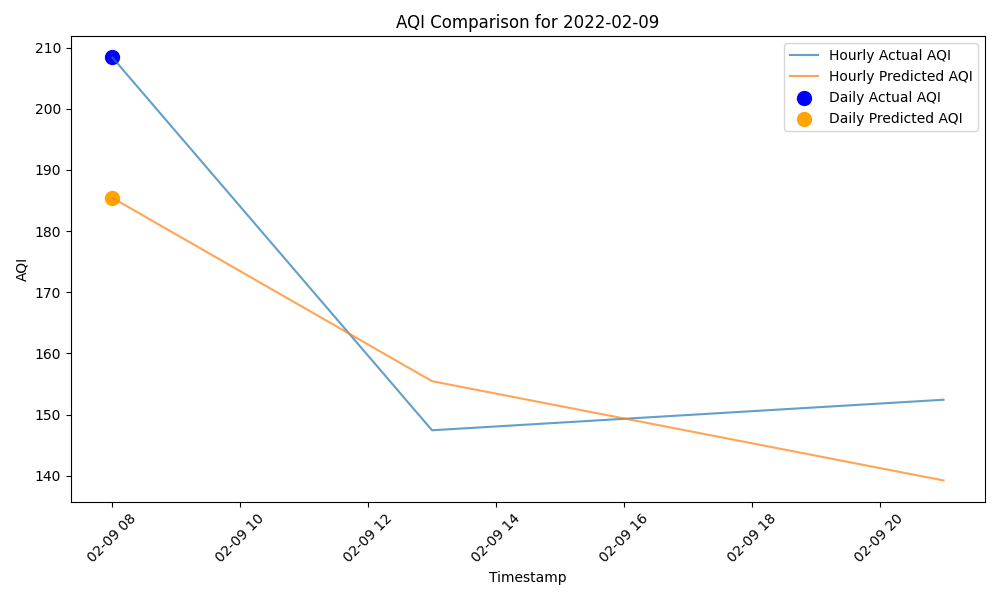 AQI Comparison for 2022-02-09
Hourly Actual AQI
Hourly Predicted AQI
Daily Actual AQI
Daily Predicted AQI
AQI
210
200
190
180
170
160
150
140
02-09 08
02-09 10
02-09 12
02-09 14
02-09 16
02-09 18
02-09 20
Timestamp